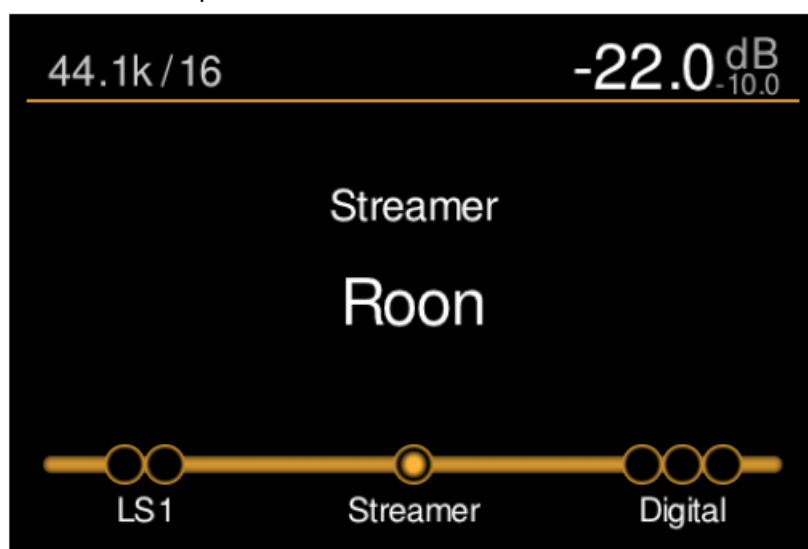 44.1k/16
-22.0 dB
-10.0
Streamer
Roon
LS1 Streamer Digital